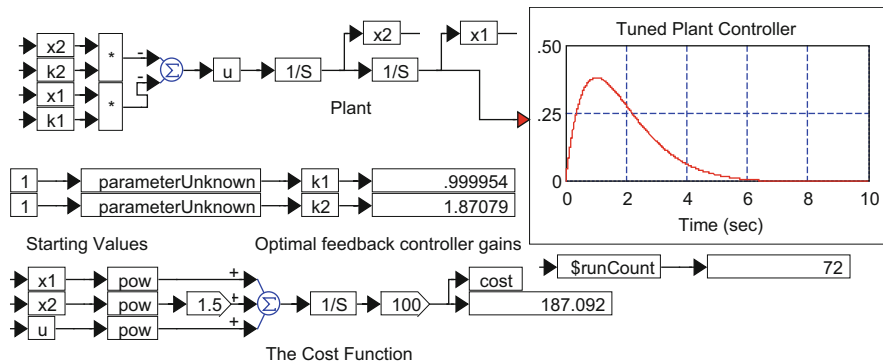 x2
*
k2
x1
*
k1
-
-
Σ
u
1/S
1/S
x2
x1
Plant
Tuned Plant Controller
.50
.25
0
0 2 4 6 8 10
Time (sec)
1 parameterUnknown k1 .999954
1 parameterUnknown k2 1.87079
Starting Values
Optimal feedback controller gains
x1 pow +
x2 pow 1.5 + Σ 1/S 100 cost
187.092
u pow +
The Cost Function
$runCount 72